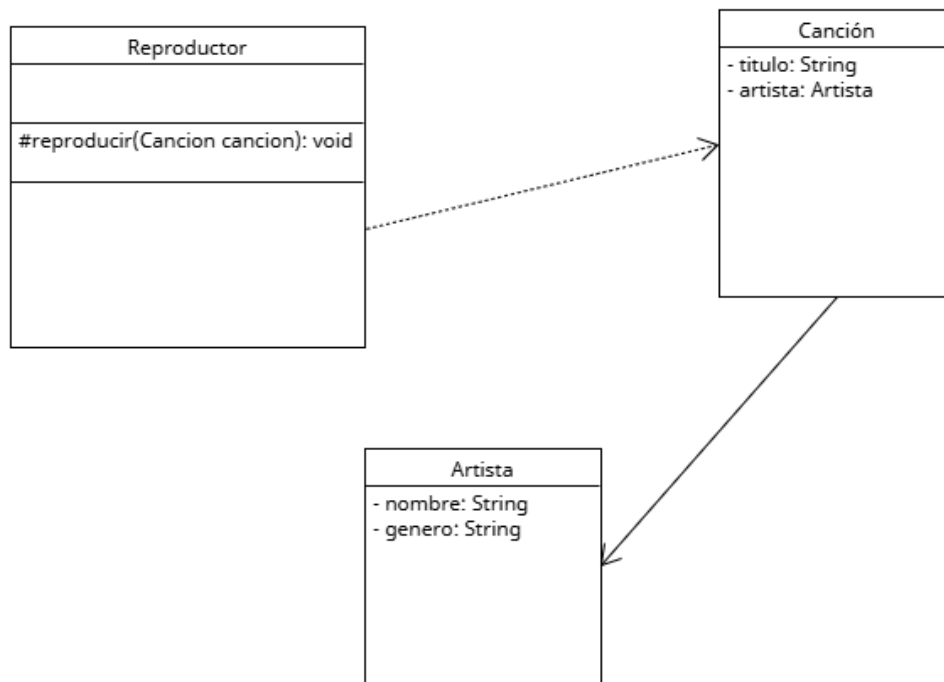 Reproductor
#reproducir(Cancion cancion): void
Canción
- titulo: String
- artista: Artista
Artista
- nombre: String
- genero: String